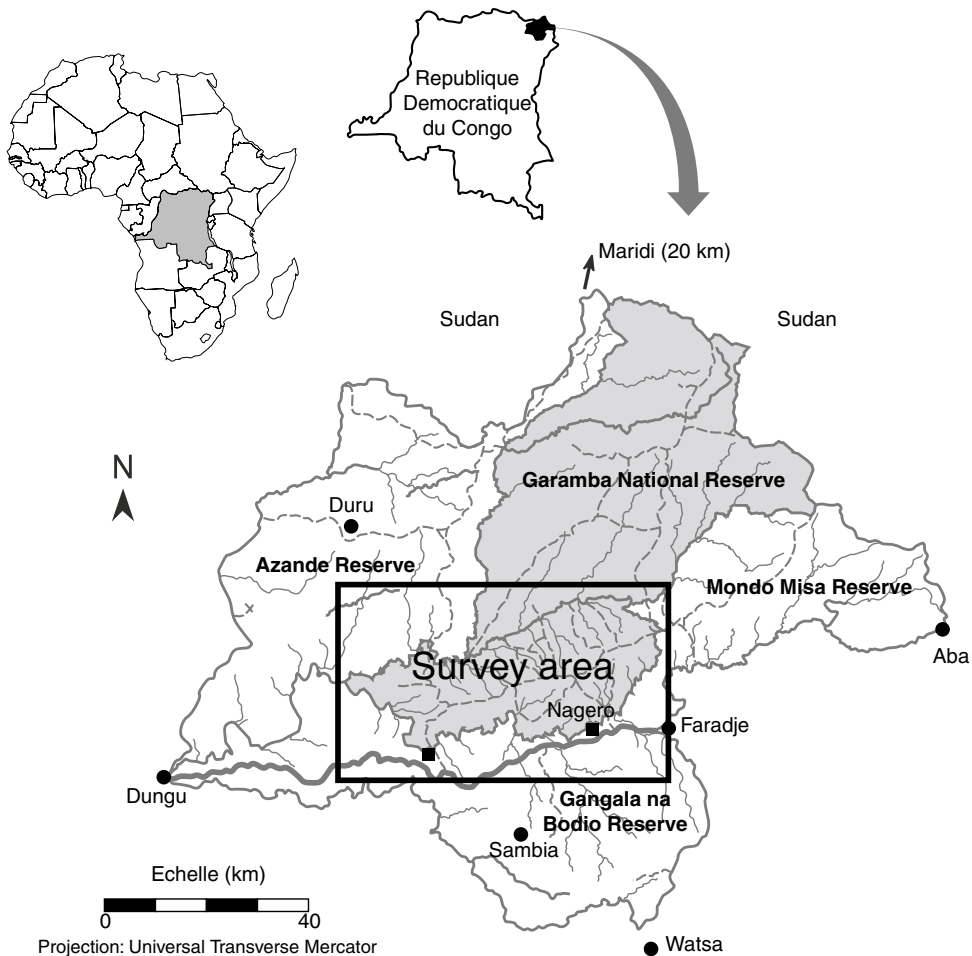 Republique
Democratique
du Congo
Maridi (20 km)
Sudan
Sudan
N
Garamba National Reserve
Duru
Azande Reserve
Mondo Misa Reserve
Survey area
Aba
Nagero
Faradje
Dungu
Gangala na
Bodio Reserve
Sambia
Echelle (km)
0
40
Projection: Universal Transverse Mercator
Watsa